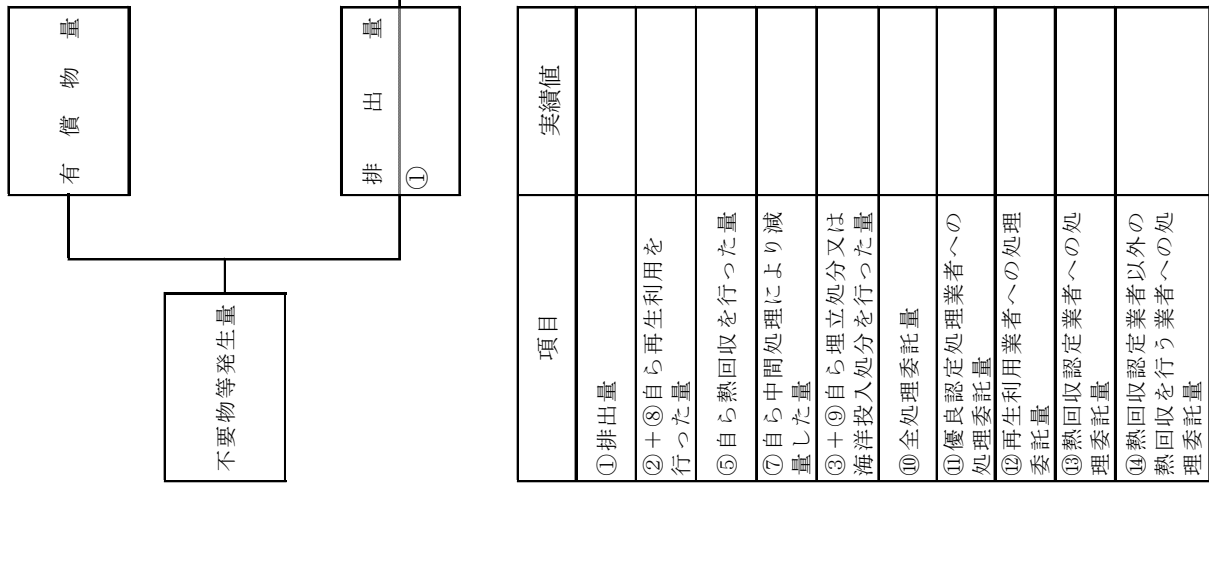 有償物量
不要物等発生量
排出量
①
項目
実績値
①排出量
②＋⑧自ら再生利用を
行った量
⑤自ら熱回収を行った量
⑦自ら中間処理により減
量した量
③＋⑨自ら埋立処分又は
海洋投入処分を行った量
⑩全処理委託量
⑪優良認定処理業者への
処理委託量
⑫再生利用業者への処理
委託量
⑬熱回収認定業者への処
理委託量
⑭熱回収認定業者以外の
熱回収を行う業者への処
理委託量